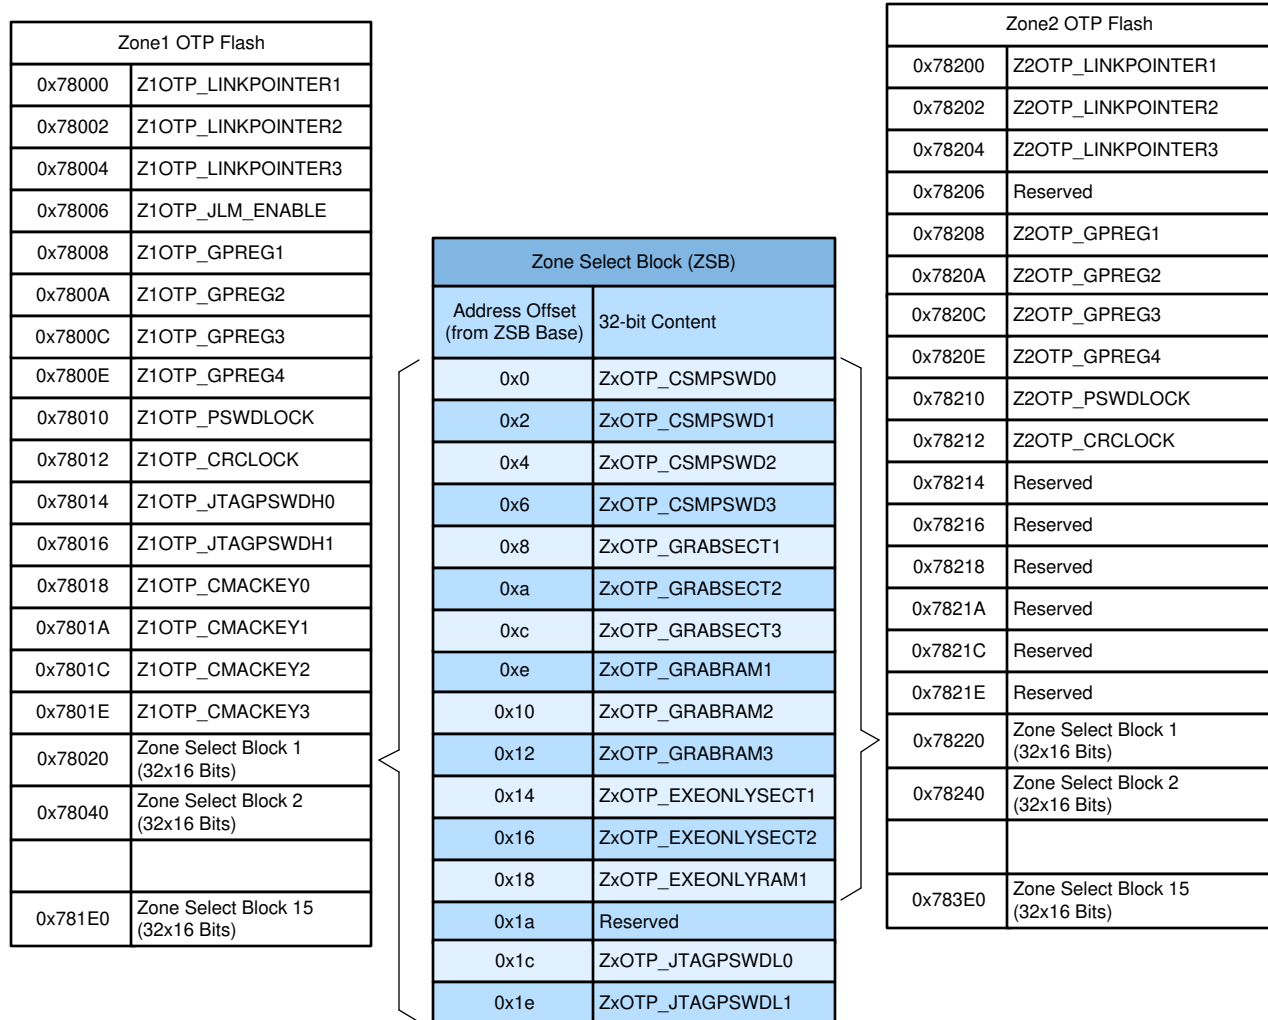 Zone1 OTP Flash
0x78000 Z1OTP_LINKPOINTER1
0x78002 Z1OTP_LINKPOINTER2
0x78004 Z1OTP_LINKPOINTER3
0x78006 Z1OTP_JLM_ENABLE
0x78008 Z1OTP_GPREG1
0x7800A Z1OTP_GPREG2
0x7800C Z1OTP_GPREG3
0x7800E Z1OTP_GPREG4
0x78010 Z1OTP_PSWDLOCK
0x78012 Z1OTP_CRCLOCK
0x78014 Z1OTP_JTAGPSWDH0
0x78016 Z1OTP_JTAGPSWDH1
0x78018 Z1OTP_CMACKEY0
0x7801A Z1OTP_CMACKEY1
0x7801C Z1OTP_CMACKEY2
0x7801E Z1OTP_CMACKEY3
0x78020 Zone Select Block 1
(32x16 Bits)
0x78040 Zone Select Block 2
(32x16 Bits)
0x781E0 Zone Select Block 15
(32x16 Bits)
Zone Select Block (ZSB)
Address Offset
(from ZSB Base)
32-bit Content
0x0 ZxOTP_CSMPSWD0
0x2 ZxOTP_CSMPSWD1
0x4 ZxOTP_CSMPSWD2
0x6 ZxOTP_CSMPSWD3
0x8 ZxOTP_GRABSECT1
0xa ZxOTP_GRABSECT2
0xc ZxOTP_GRABSECT3
0xe ZxOTP_GRABRAM1
0x10 ZxOTP_GRABRAM2
0x12 ZxOTP_GRABRAM3
0x14 ZxOTP_EXEONLYSECT1
0x16 ZxOTP_EXEONLYSECT2
0x18 ZxOTP_EXEONLYRAM1
0x1a Reserved
0x1c ZxOTP_JTAGPSWDL0
0x1e ZxOTP_JTAGPSWDL1
Zone2 OTP Flash
0x78200 Z2OTP_LINKPOINTER1
0x78202 Z2OTP_LINKPOINTER2
0x78204 Z2OTP_LINKPOINTER3
0x78206 Reserved
0x78208 Z2OTP_GPREG1
0x7820A Z2OTP_GPREG2
0x7820C Z2OTP_GPREG3
0x7820E Z2OTP_GPREG4
0x78210 Z2OTP_PSWDLOCK
0x78212 Z2OTP_CRCLOCK
0x78214 Reserved
0x78216 Reserved
0x78218 Reserved
0x7821A Reserved
0x7821C Reserved
0x7821E Reserved
0x78220 Zone Select Block 1
(32x16 Bits)
0x78240 Zone Select Block 2
(32x16 Bits)
0x783E0 Zone Select Block 15
(32x16 Bits)